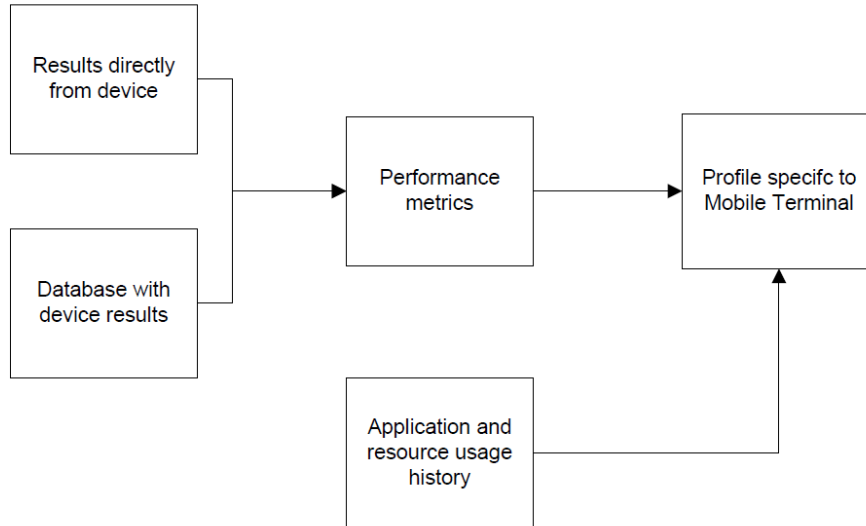 Results directly
from device
Performance
metrics
Profile specifc to
Mobile Terminal
Database with
device results
Application and
resource usage
history